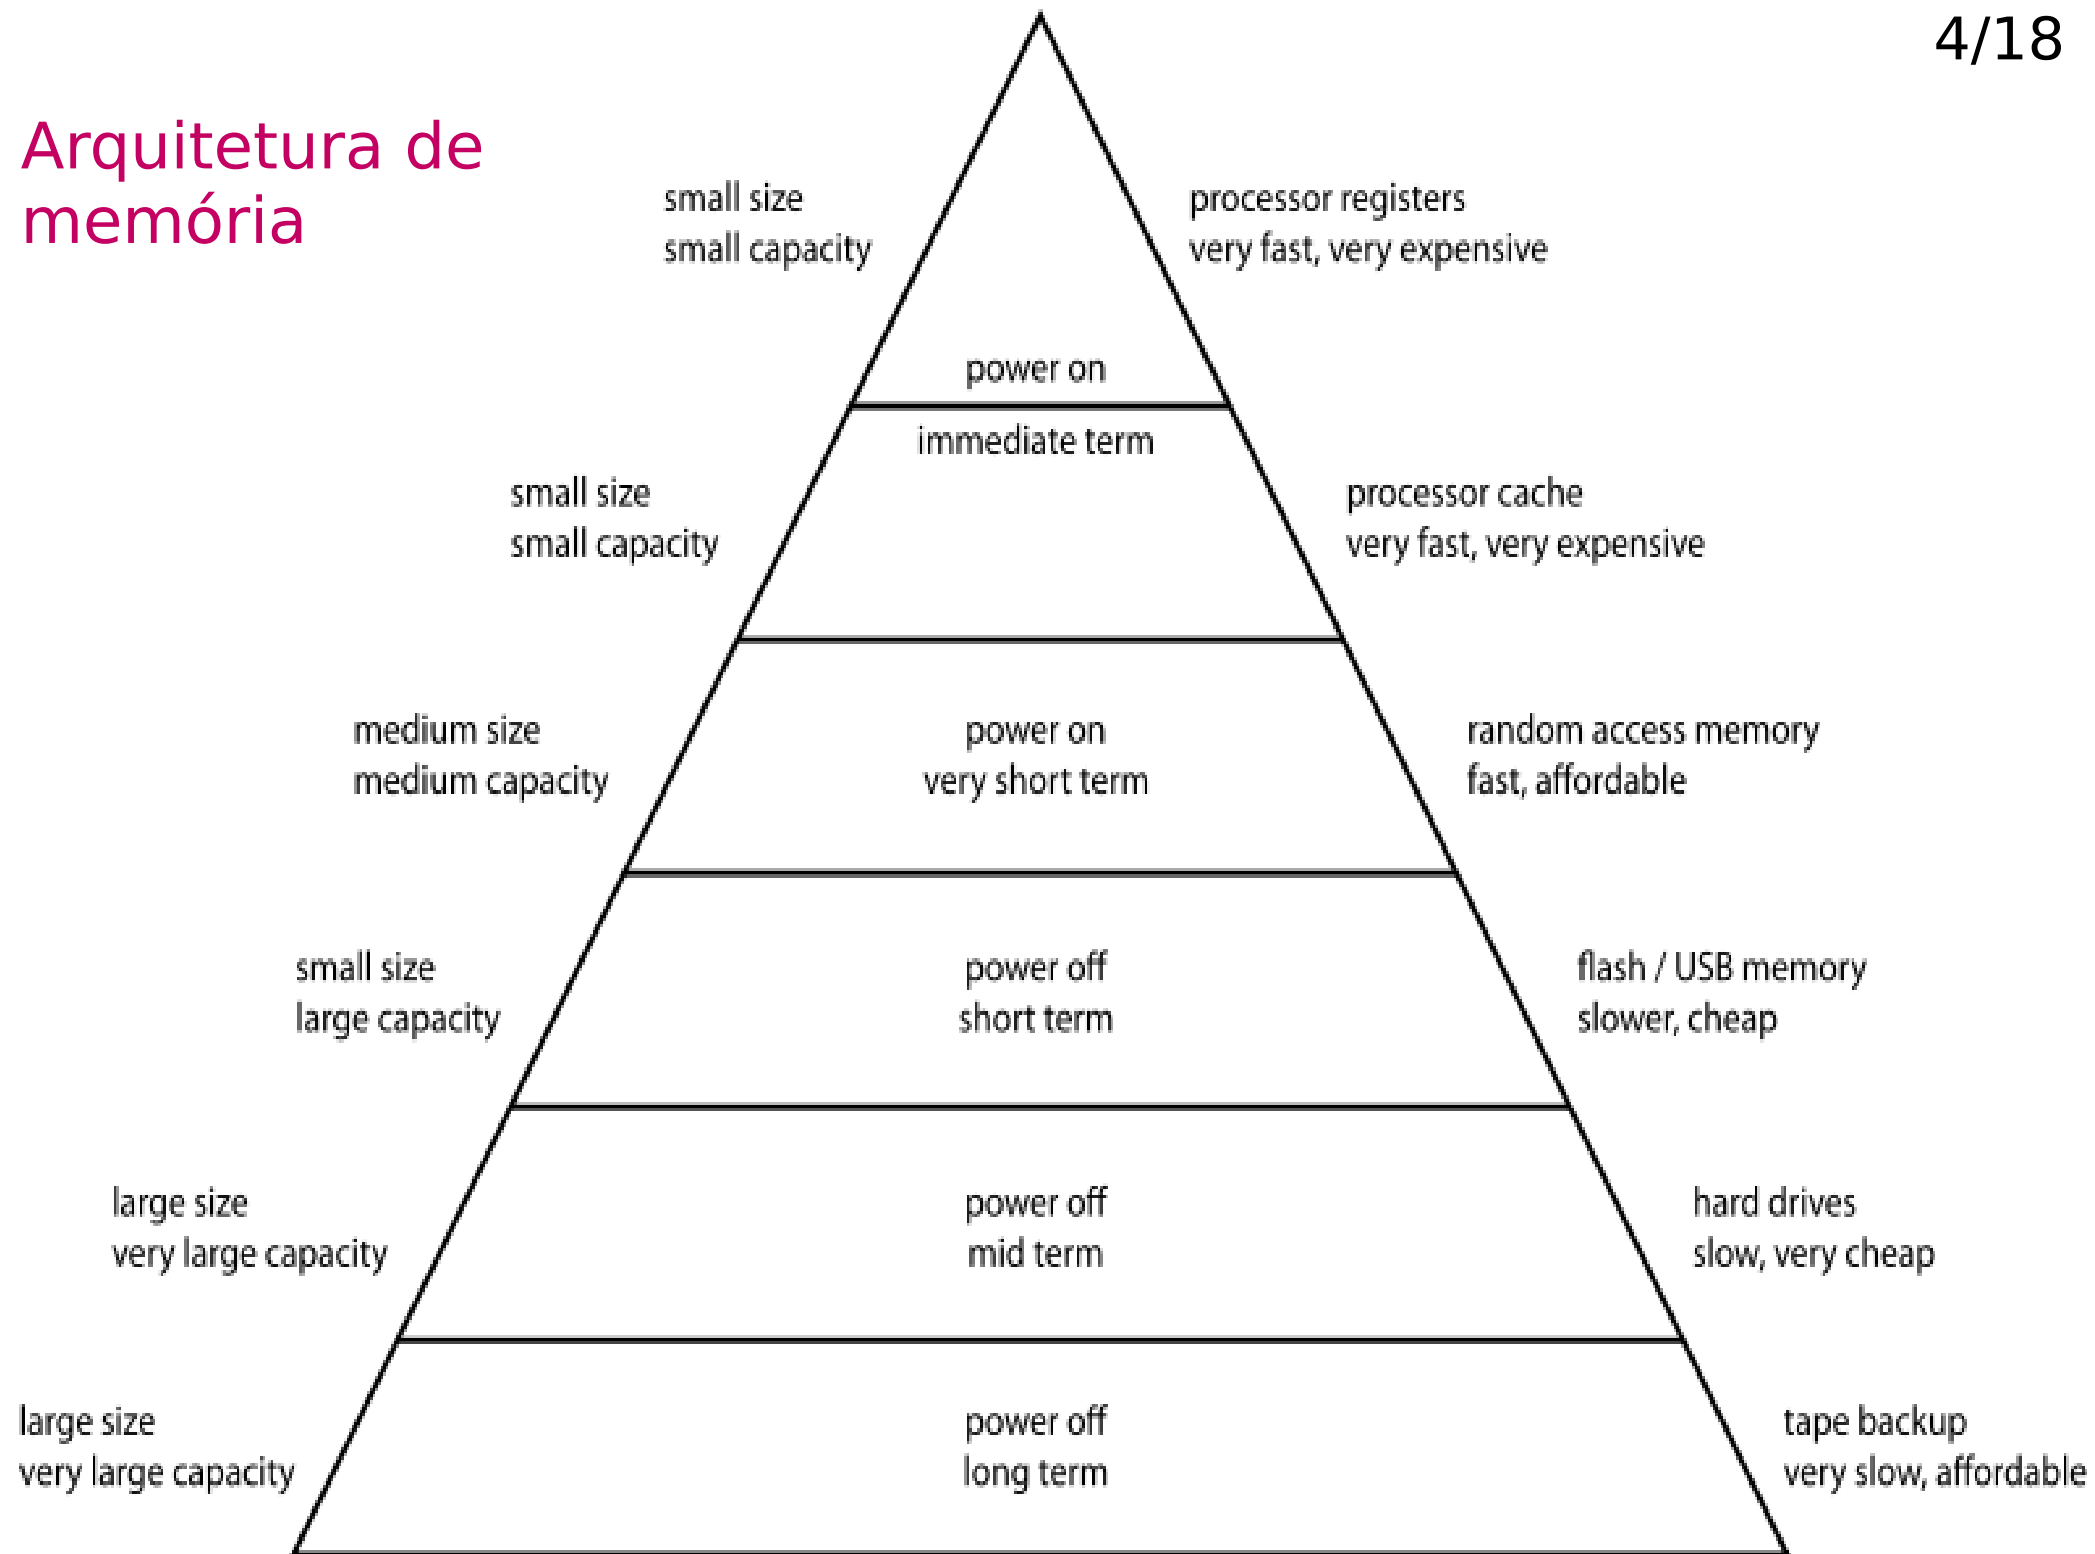 4/18
Arquitetura de
memória
small size
small capacity
processor registers
very fast, very expensive
power on
immediate term
small size
small capacity
processor cache
very fast, very expensive
medium size
medium capacity
power on
very short term
random access memory
fast, affordable
small size
large capacity
power off
short term
flash / USB memory
slower, cheap
large size
very large capacity
power off
mid term
hard drives
slow, very cheap
large size
very large capacity
power off
long term
tape backup
very slow, affordable